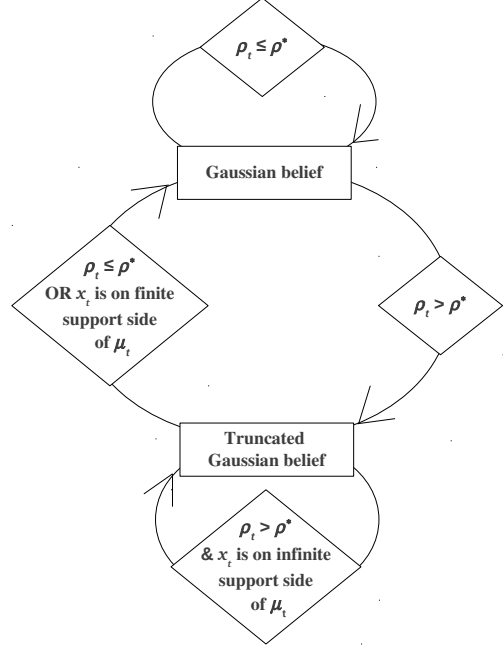 ρ_t ≤ ρ*
Gaussian belief
ρ_t ≤ ρ*
OR x_t is on finite
support side
of μ_t
ρ_t > ρ*
Truncated
Gaussian belief
ρ_t > ρ*
& x_t is on infinite
support side
of μ_t